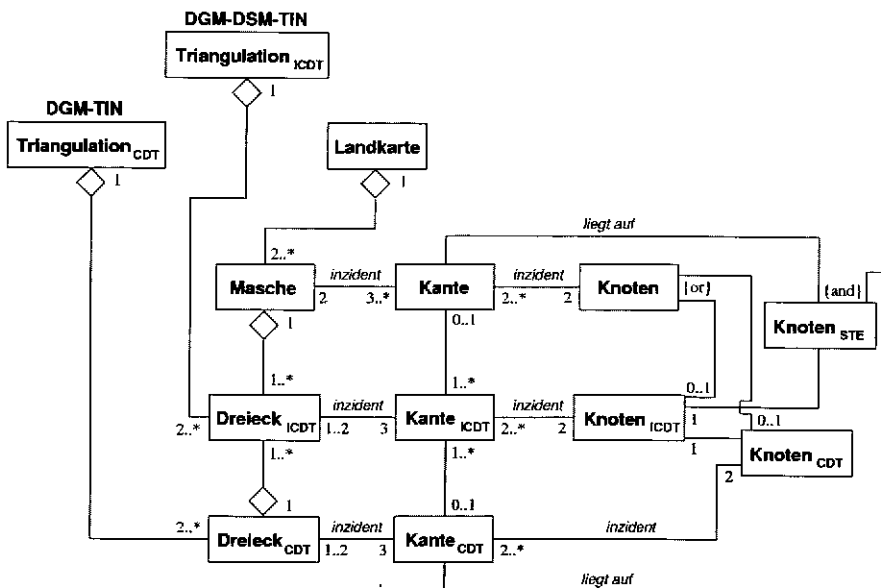 DGM-DSM-TIN
Triangulation ICDT
1
DGM-TIN
Triangulation CDT
1
Landkarte
1
liegt auf
2..*
Masche
inzident
2
3..*
Kante
inzident
2..*
2
Knoten
{or}
{and}
Knoten STE
1
0..1
1..*
1..*
0..1
Dreieck ICDT
2..*
inzident
1..2
3
Kante ICDT
inzident
2..*
2
Knoten ICDT
1
0..1
1
Knoten CDT
2
1..*
1..*
1
0..1
2..*
Dreieck CDT
inzident
1..2
3
Kante CDT
2..*
inzident
liegt auf